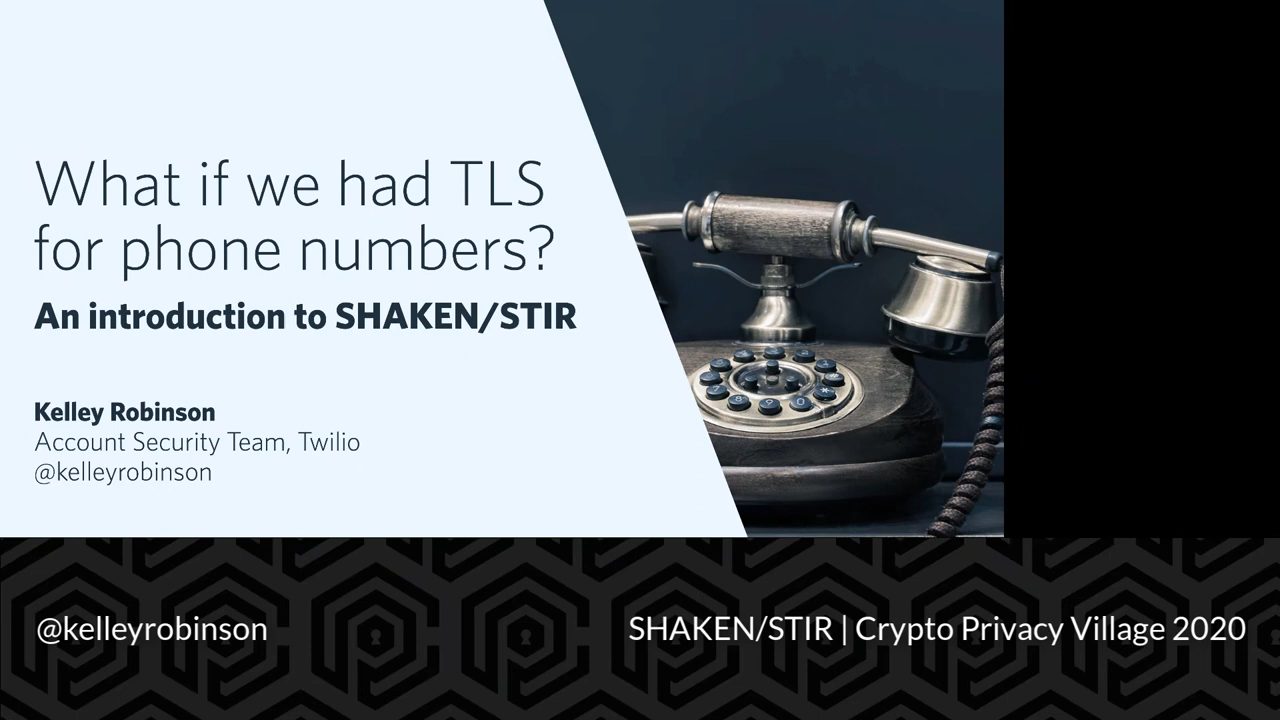 What if we had TLS
for phone numbers?
An introduction to SHAKEN/STIR
Kelley Robinson
Account Security Team, Twilio
@kelleyrobinson
@kelleyrobinson
SHAKEN/STIR | Crypto Privacy Village 2020